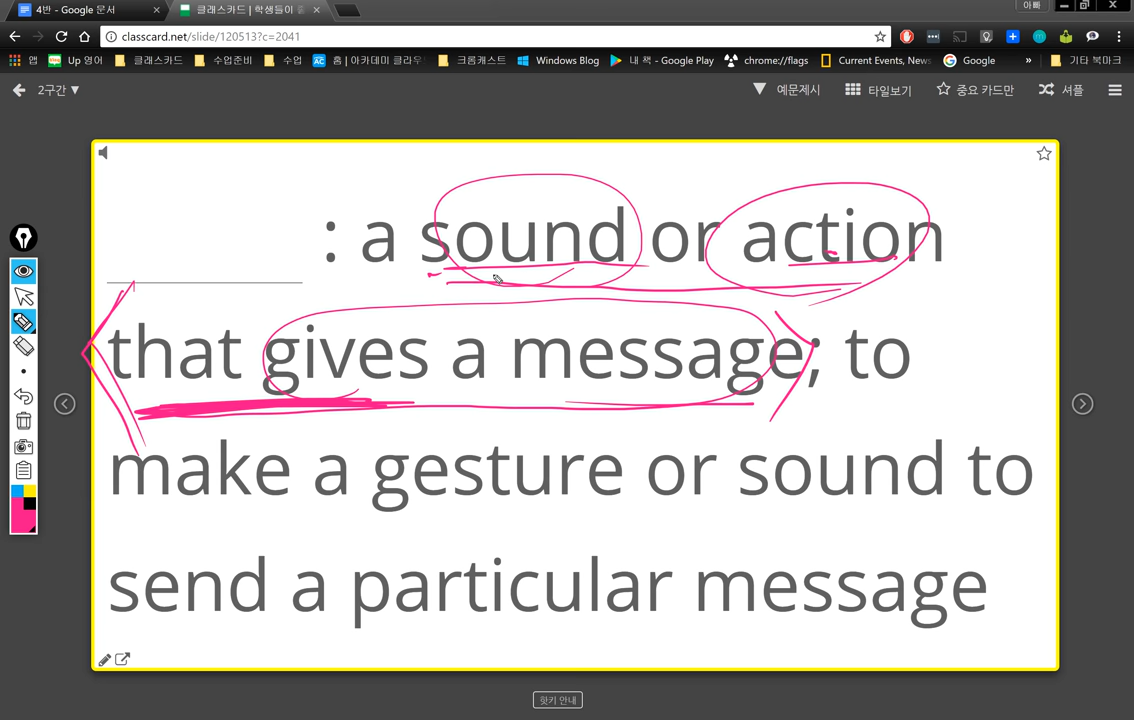 4반 - Google 문서
클래스카드 | 학생들이 클
아빠
classcard.net/slide/120513?c=2041
앱 Up 영어 클래스카드 수업준비 수업 AC 홈 | 아카데미 클라우 크롬캐스트 Windows Blog 내 책 - Google Play chrome://flags Current Events, News Google » 기타 북마크
2구간 ▼ ▼ 예문제시 타일보기 중요 카드만 셔플
: a sound or action
that gives a message; to
make a gesture or sound to
send a particular message
핫키 안내